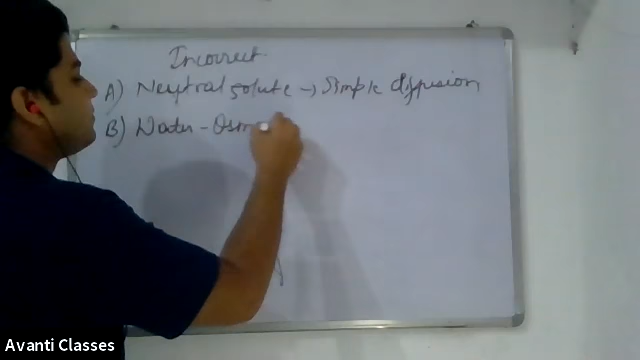 Incorrect
A) Neutral solute → Simple diffusion
B) Water - Osm
Avanti Classes